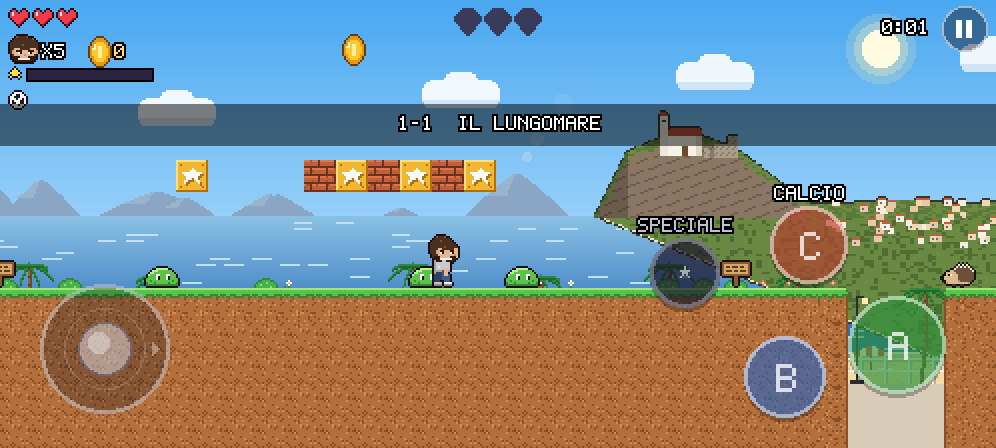 X5
0
0:01
1-1 IL LUNGOMARE
CALCIO
SPECIALE
C
A
B